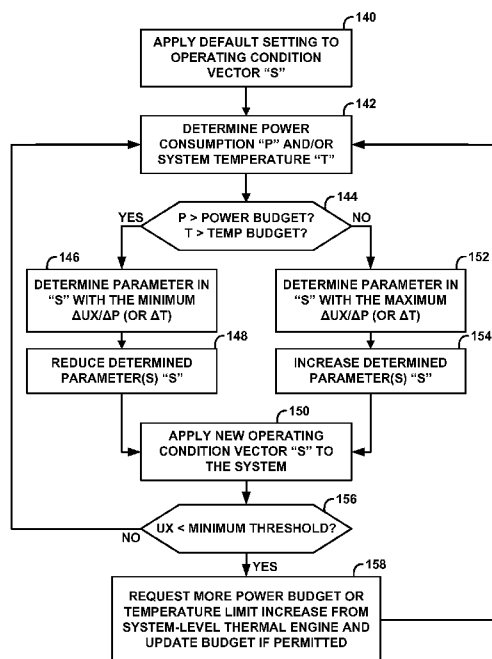 140
APPLY DEFAULT SETTING TO
OPERATING CONDITION
VECTOR “S”
142
DETERMINE POWER
CONSUMPTION “P” AND/OR
SYSTEM TEMPERATURE “T”
144
YES
P > POWER BUDGET?
T > TEMP BUDGET?
NO
146
DETERMINE PARAMETER IN
“S” WITH THE MINIMUM
ΔUX/ΔP (OR ΔT)
152
DETERMINE PARAMETER IN
“S” WITH THE MAXIMUM
ΔUX/ΔP (OR ΔT)
148
REDUCE DETERMINED
PARAMETER(S) “S”
154
INCREASE DETERMINED
PARAMETER(S) “S”
150
APPLY NEW OPERATING
CONDITION VECTOR “S” TO
THE SYSTEM
156
UX < MINIMUM THRESHOLD?
NO
YES
158
REQUEST MORE POWER BUDGET OR
TEMPERATURE LIMIT INCREASE FROM
SYSTEM-LEVEL THERMAL ENGINE AND
UPDATE BUDGET IF PERMITTED